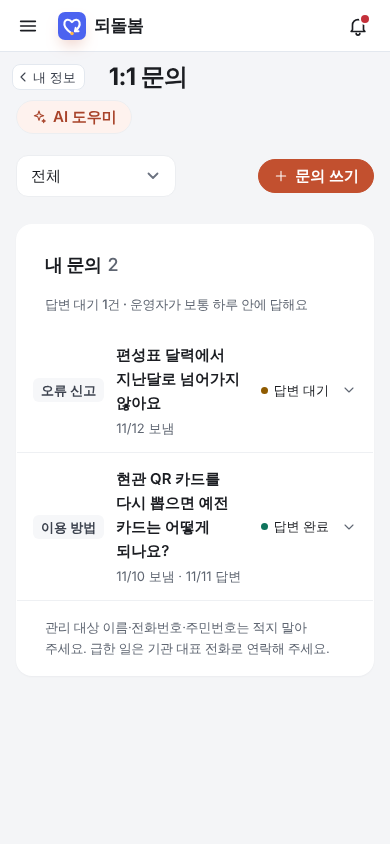 되돌봄
내 정보
1:1 문의
AI 도우미
전체
문의 쓰기
내 문의 2
답변 대기 1건 · 운영자가 보통 하루 안에 답해요
오류 신고
편성표 달력에서
지난달로 넘어가지
않아요
11/12 보냄
답변 대기
이용 방법
현관 QR 카드를
다시 뽑으면 예전
카드는 어떻게
되나요?
11/10 보냄 · 11/11 답변
답변 완료
관리 대상 이름·전화번호·주민번호는 적지 말아
주세요. 급한 일은 기관 대표 전화로 연락해 주세요.